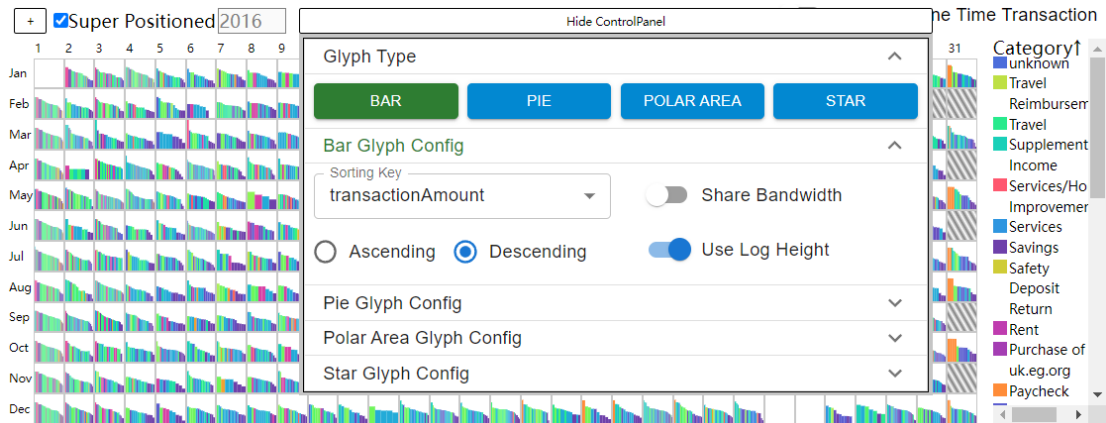 + Super Positioned 2016 Hide ControlPanel ne Time Transaction
1 2 3 4 5 6 7 8 9 31 Category↑
Glyph Type
BAR PIE POLAR AREA STAR
Bar Glyph Config
Sorting Key
transactionAmount Share Bandwidth
Ascending Descending Use Log Height
Pie Glyph Config
Polar Area Glyph Config
Star Glyph Config
Jan
Feb
Mar
Apr
May
Jun
Jul
Aug
Sep
Oct
Nov
Dec
unknown
Travel
Reimbursem
Travel
Supplement
Income
Services/Ho
Improvemer
Services
Savings
Safety
Deposit
Return
Rent
Purchase of
uk.eg.org
Paycheck